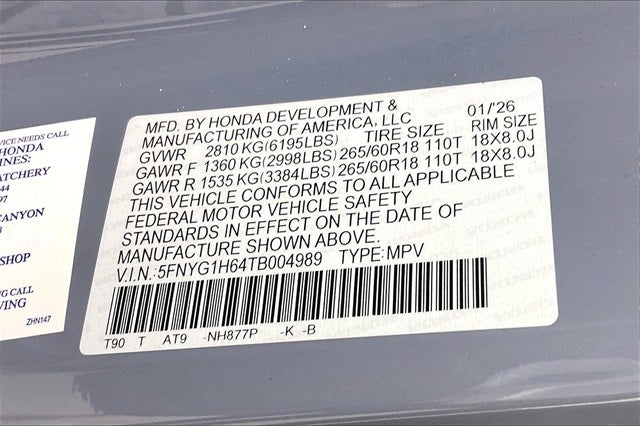 MFD. BY HONDA DEVELOPMENT &
MANUFACTURING OF AMERICA, LLC 01/'26
GVWR 2810 KG(6195LBS) TIRE SIZE RIM SIZE
GAWR F 1360 KG(2998LBS) 265/60R18 110T 18X8.0J
GAWR R 1535 KG(3384LBS) 265/60R18 110T 18X8.0J
THIS VEHICLE CONFORMS TO ALL APPLICABLE
FEDERAL MOTOR VEHICLE SAFETY
STANDARDS IN EFFECT ON THE DATE OF
MANUFACTURE SHOWN ABOVE.
V.I.N.:5FNYG1H64TB004989 TYPE:MPV
T90 T AT9 -NH877P -K -B
NEEDS CALL
HONDA
CANYON
SHOP
CALL
ZHN147